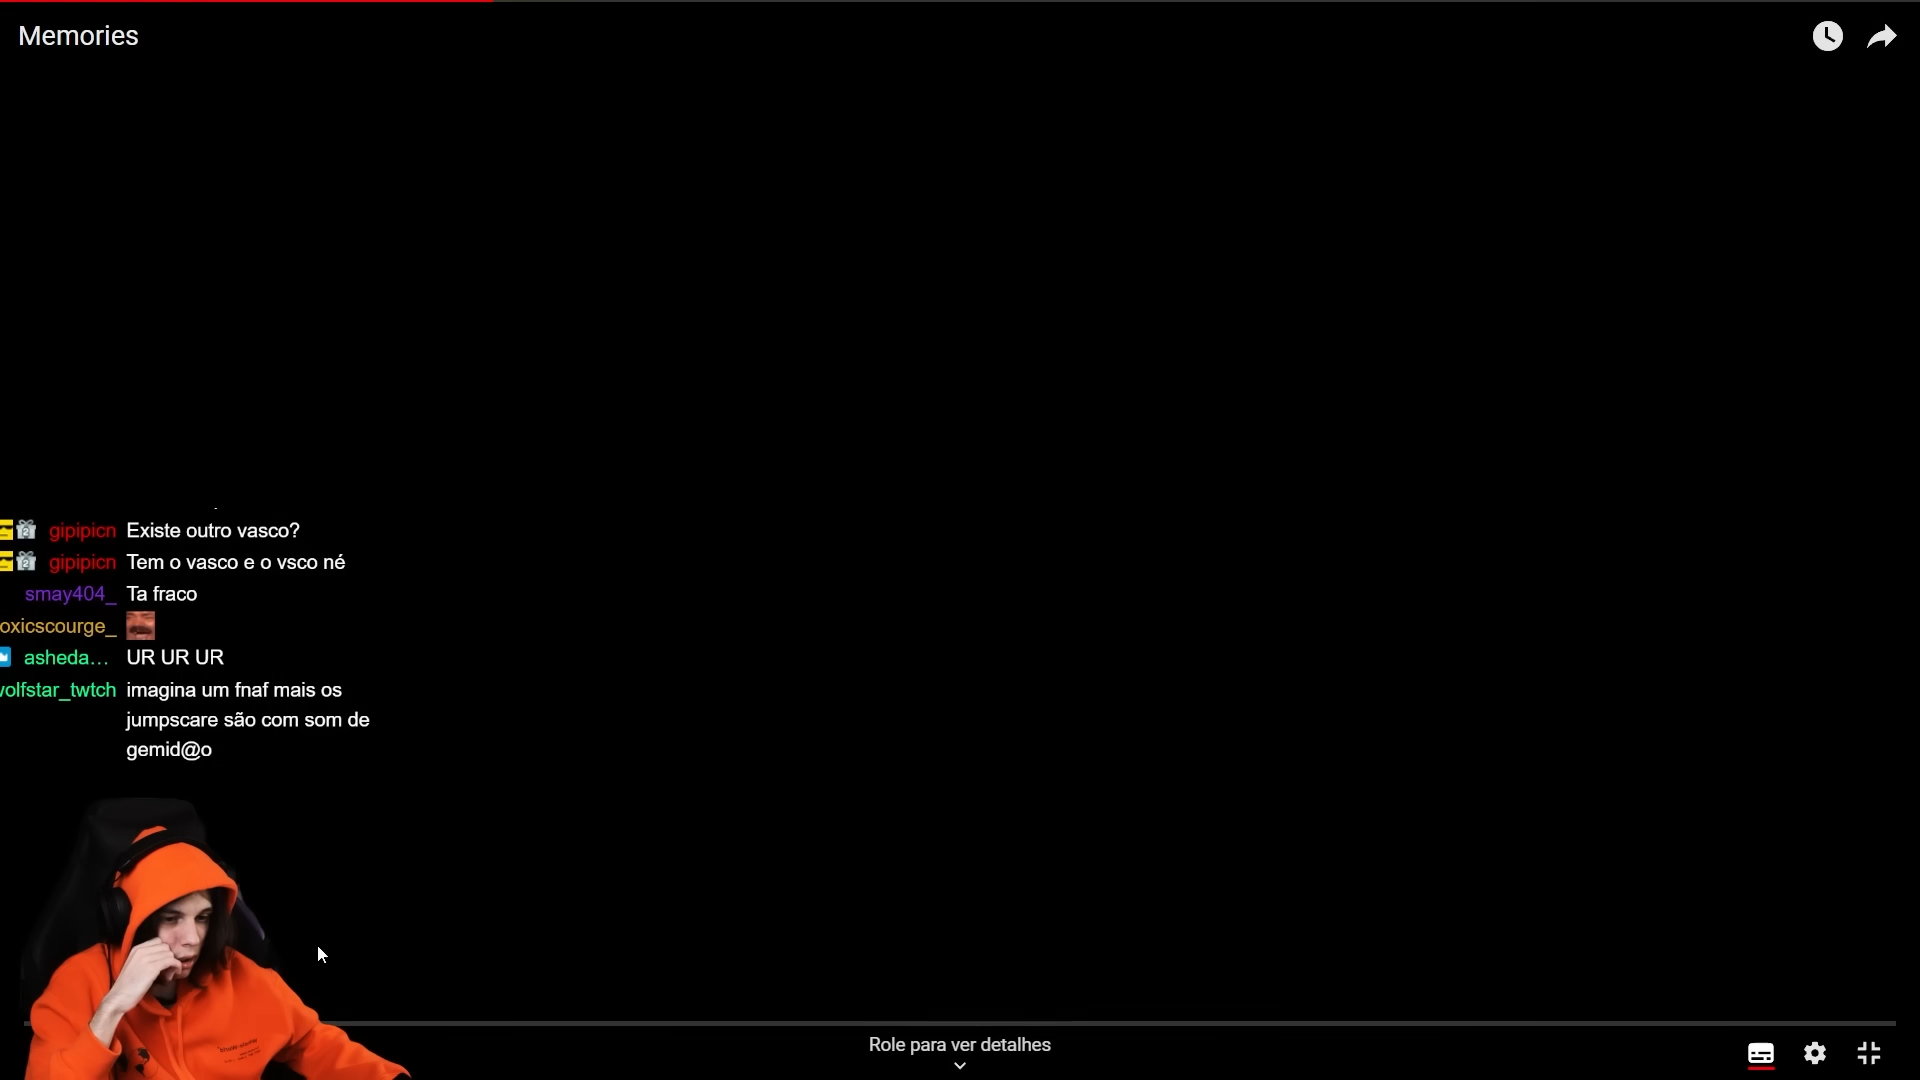 Memories
gipipicn Existe outro vasco?
gipipicn Tem o vasco e o vsco né
smay404_ Ta fraco
oxicscourge_
asheda... UR UR UR
wolfstar_twtch imagina um fnaf mais os
jumpscare são com som de
gemid@o
Role para ver detalhes